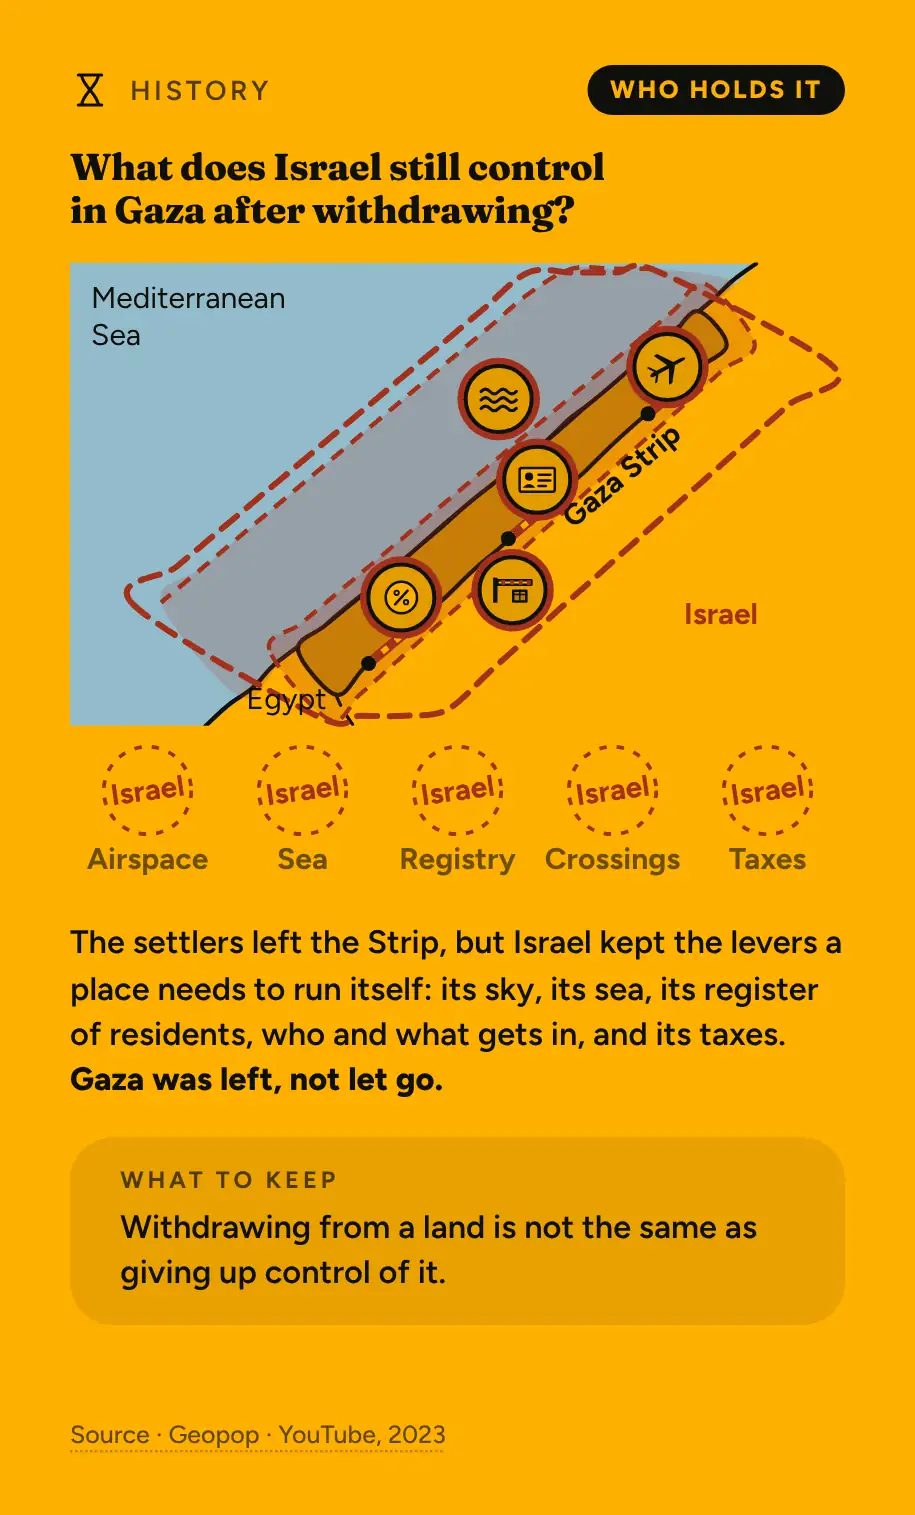 HISTORY
WHO HOLDS IT
What does Israel still control
in Gaza after withdrawing?
Mediterranean
Sea
Gaza Strip
Israel
Egypt
Israel
Israel
Israel
Israel
Israel
Airspace
Sea
Registry
Crossings
Taxes
The settlers left the Strip, but Israel kept the levers a
place needs to run itself: its sky, its sea, its register
of residents, who and what gets in, and its taxes.
Gaza was left, not let go.
WHAT TO KEEP
Withdrawing from a land is not the same as
giving up control of it.
Source · Geopop · YouTube, 2023